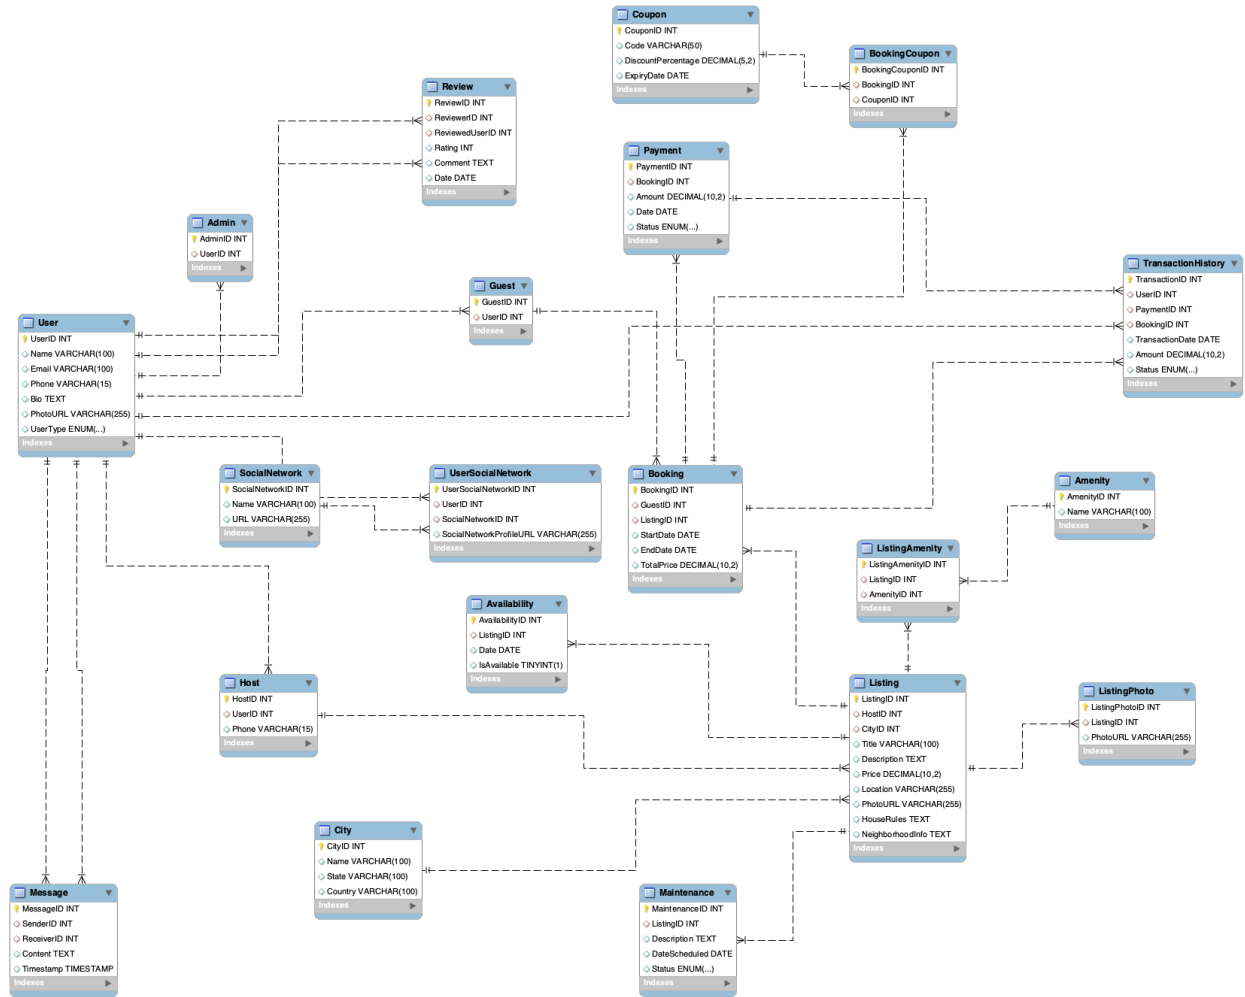 Coupon
CouponID INT
Code VARCHAR(50)
DiscountPercentage DECIMAL(5,2)
ExpiryDate DATE
Indexes
BookingCoupon
BookingCouponID INT
BookingID INT
CouponID INT
Indexes
Review
ReviewID INT
ReviewerID INT
ReviewedUserID INT
Rating INT
Comment TEXT
Date DATE
Indexes
Payment
PaymentID INT
BookingID INT
Amount DECIMAL(10,2)
Date DATE
Status ENUM(...)
Indexes
Admin
AdminID INT
UserID INT
Indexes
TransactionHistory
TransactionID INT
UserID INT
PaymentID INT
BookingID INT
TransactionDate DATE
Amount DECIMAL(10,2)
Status ENUM(...)
Indexes
Guest
GuestID INT
UserID INT
Indexes
User
UserID INT
Name VARCHAR(100)
Email VARCHAR(100)
Phone VARCHAR(15)
Bio TEXT
PhotoURL VARCHAR(255)
UserType ENUM(...)
Indexes
SocialNetwork
SocialNetworkID INT
Name VARCHAR(100)
URL VARCHAR(255)
Indexes
UserSocialNetwork
UserSocialNetworkID INT
UserID INT
SocialNetworkID INT
SocialNetworkProfileURL VARCHAR(255)
Indexes
Booking
BookingID INT
GuestID INT
ListingID INT
StartDate DATE
EndDate DATE
TotalPrice DECIMAL(10,2)
Indexes
Amenity
AmenityID INT
Name VARCHAR(100)
Indexes
ListingAmenity
ListingAmenityID INT
ListingID INT
AmenityID INT
Indexes
Availability
AvailabilityID INT
ListingID INT
Date DATE
IsAvailable TINYINT(1)
Indexes
Host
HostID INT
UserID INT
Phone VARCHAR(15)
Indexes
Listing
ListingID INT
HostID INT
CityID INT
Title VARCHAR(100)
Description TEXT
Price DECIMAL(10,2)
Location VARCHAR(255)
PhotoURL VARCHAR(255)
HouseRules TEXT
NeighborhoodInfo TEXT
Indexes
ListingPhoto
ListingPhotoID INT
ListingID INT
PhotoURL VARCHAR(255)
Indexes
City
CityID INT
Name VARCHAR(100)
State VARCHAR(100)
Country VARCHAR(100)
Indexes
Message
MessageID INT
SenderID INT
ReceiverID INT
Content TEXT
Timestamp TIMESTAMP
Indexes
Maintenance
MaintenanceID INT
ListingID INT
Description TEXT
DateScheduled DATE
Status ENUM(...)
Indexes